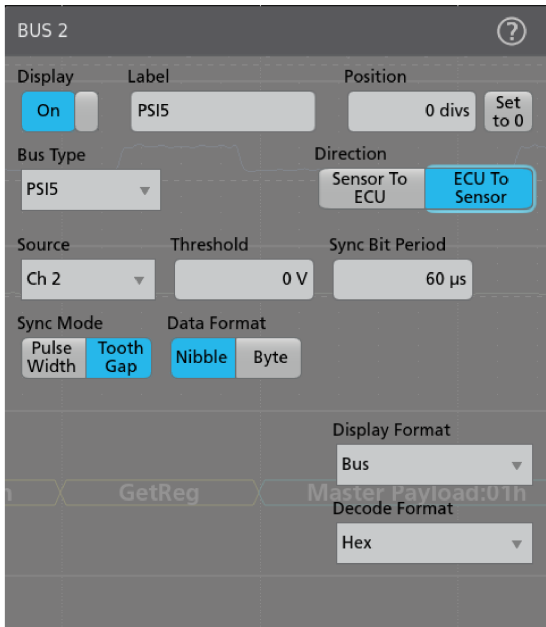 BUS 2 ?
Display Label Position
On PSI5 0 divs Set
to 0
Bus Type Direction
PSI5 Sensor To
ECU ECU To
Sensor
Source Threshold Sync Bit Period
Ch 2 0 V 60 µs
Sync Mode Data Format
Pulse
Width Tooth
Gap Nibble Byte
Display Format
Bus
GetReg Master Payload:01h
Decode Format
Hex